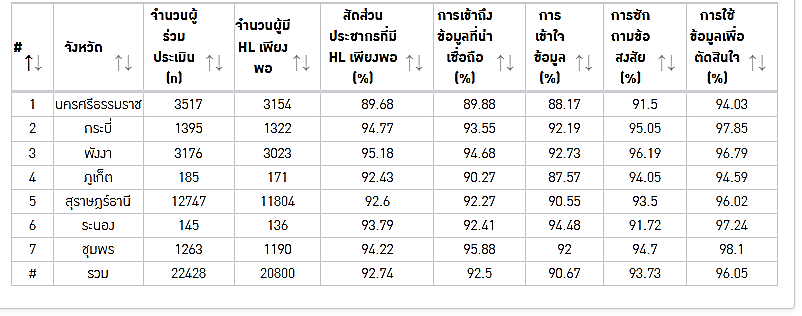 # จังหวัด จำนวนผู้ร่วมประเมิน (n) จำนวนผู้มี HL เพียงพอ สัดส่วนประชากรที่มี HL เพียงพอ (%) การเข้าถึงข้อมูลที่น่าเชื่อถือ (%) การเข้าใจข้อมูล (%) การซักถามข้อสงสัย (%) การใช้ข้อมูลเพื่อตัดสินใจ (%)
1 นครศรีธรรมราช 3517 3154 89.68 89.88 88.17 91.5 94.03
2 กระบี่ 1395 1322 94.77 93.55 92.19 95.05 97.85
3 พังงา 3176 3023 95.18 94.68 92.73 96.19 96.79
4 ภูเก็ต 185 171 92.43 90.27 87.57 94.05 94.59
5 สุราษฎร์ธานี 12747 11804 92.6 92.27 90.55 93.5 96.02
6 ระนอง 145 136 93.79 92.41 94.48 91.72 97.24
7 ชุมพร 1263 1190 94.22 95.88 92 94.7 98.1
# รวม 22428 20800 92.74 92.5 90.67 93.73 96.05